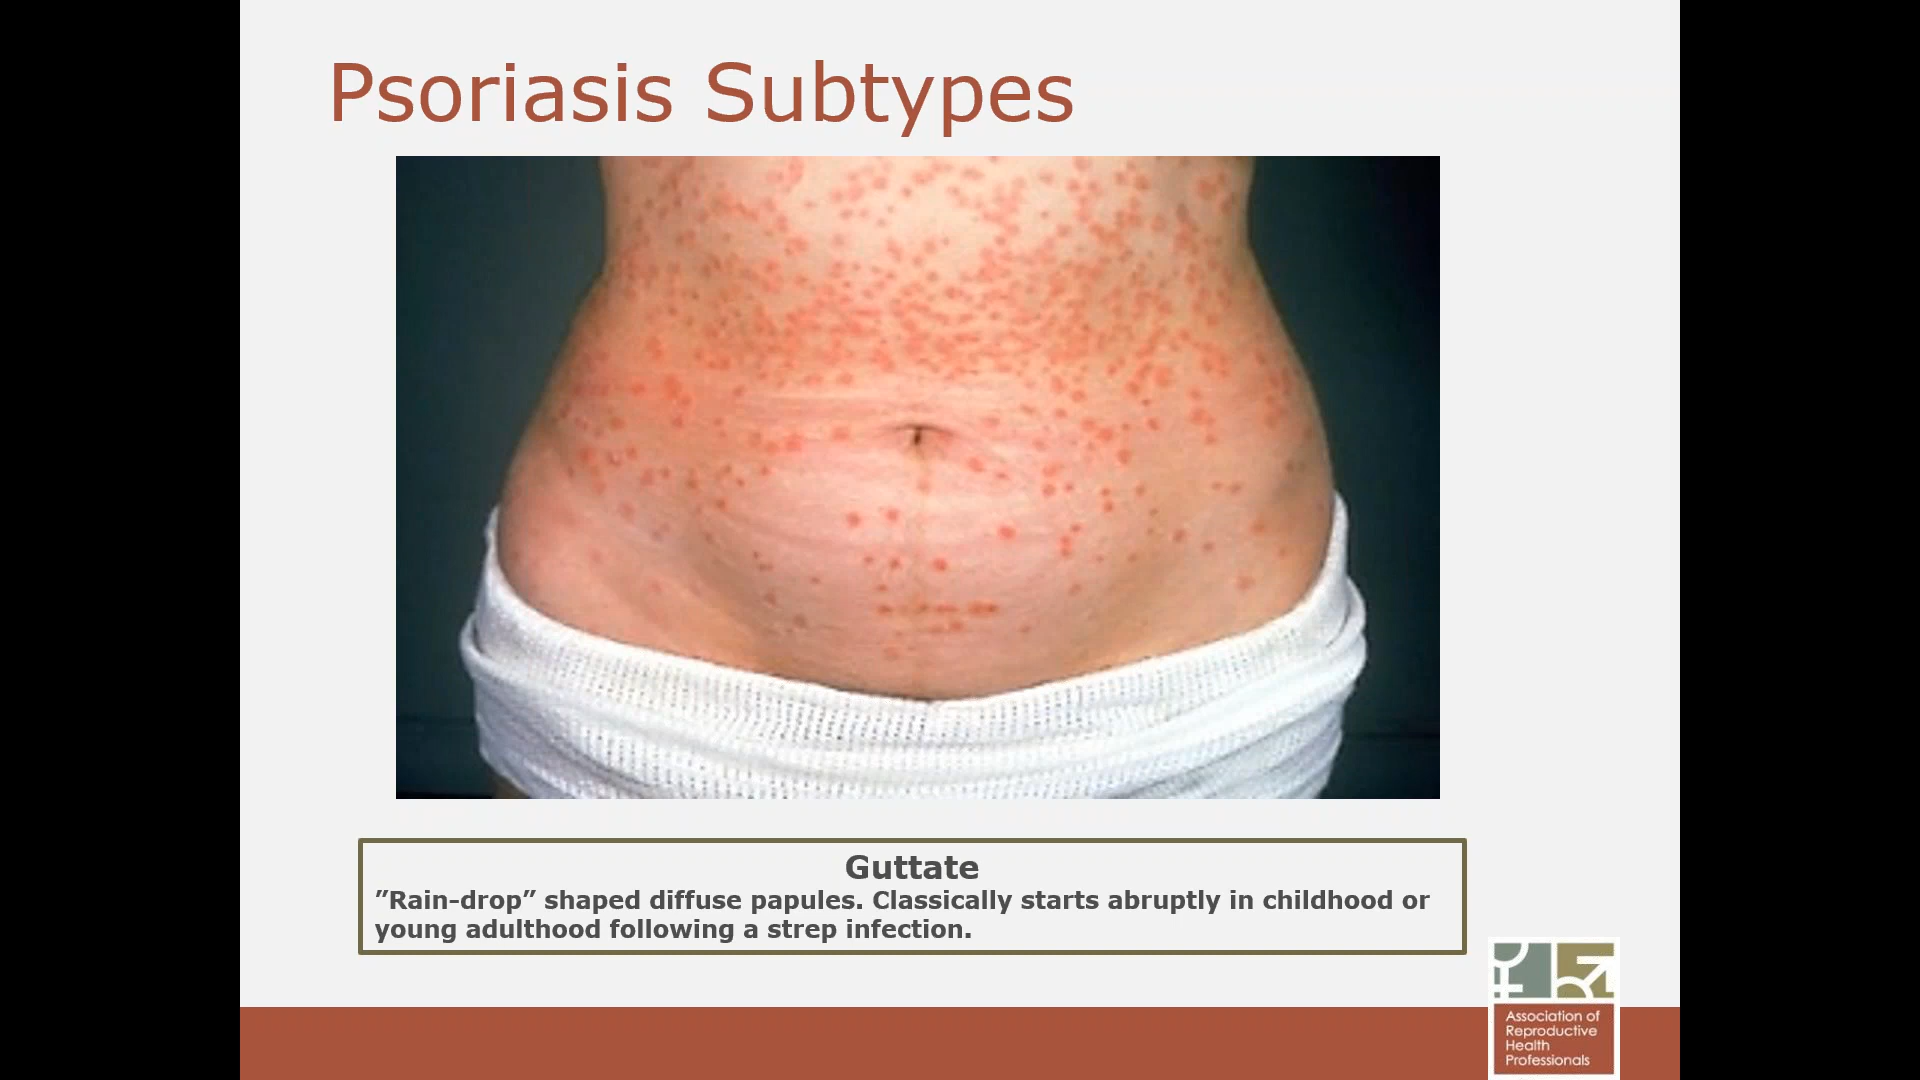 Psoriasis Subtypes
Guttate
”Rain-drop” shaped diffuse papules. Classically starts abruptly in childhood or
young adulthood following a strep infection.
Association of
Reproductive
Health
Professionals